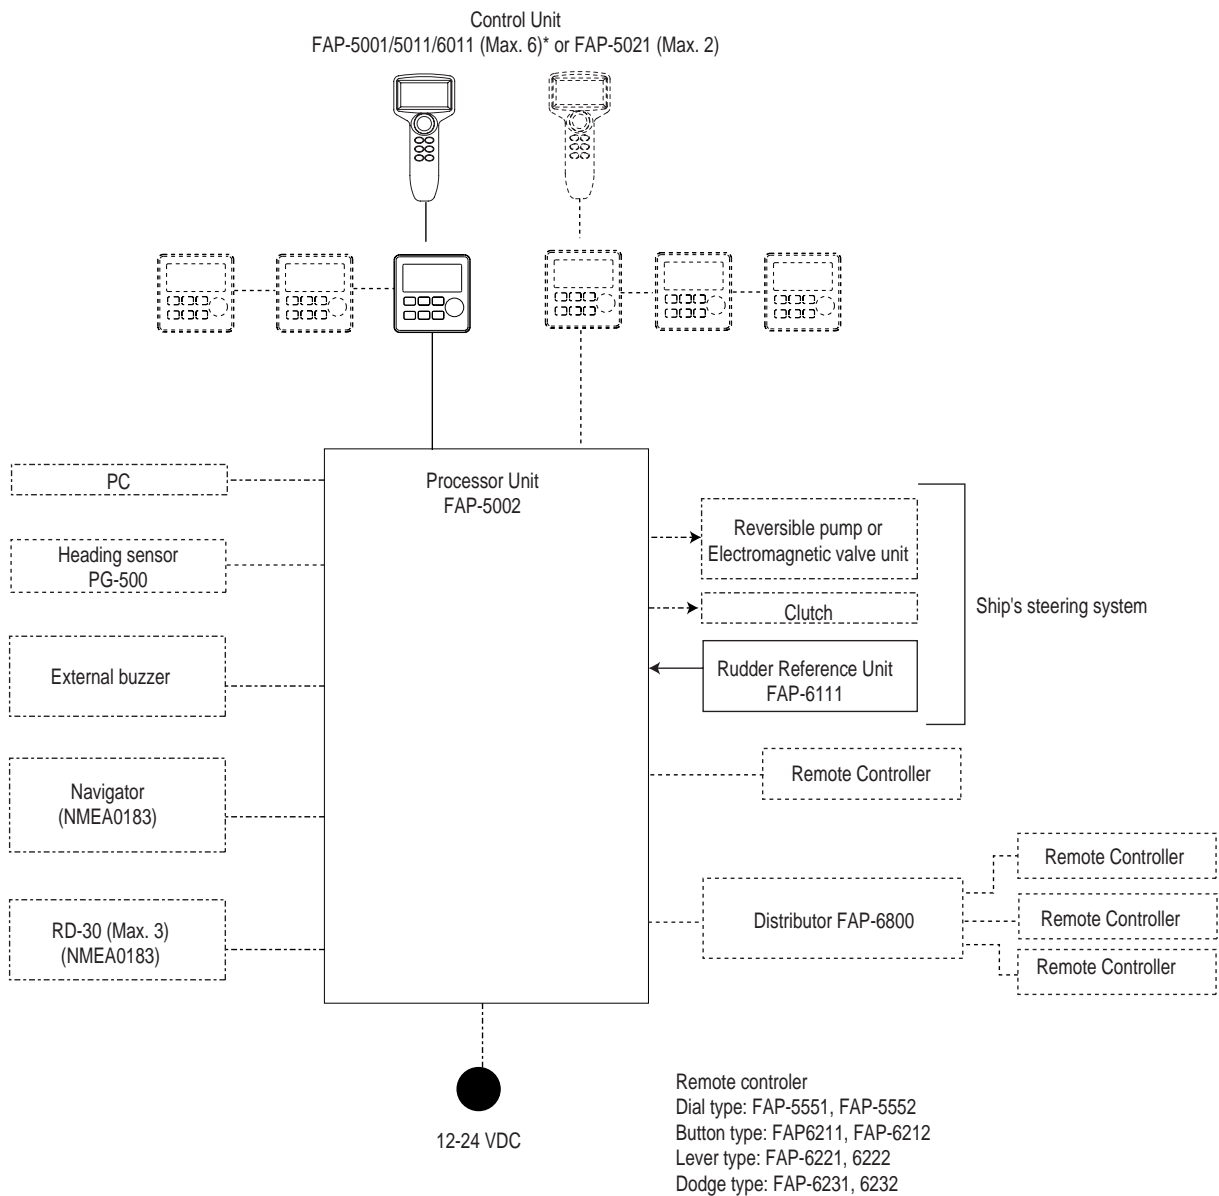 Control Unit
FAP-5001/5011/6011 (Max. 6)* or FAP-5021 (Max. 2)
PC
Processor Unit
FAP-5002
Heading sensor
PG-500
External buzzer
Navigator
(NMEA0183)
RD-30 (Max. 3)
(NMEA0183)
Reversible pump or
Electromagnetic valve unit
Clutch
Rudder Reference Unit
FAP-6111
Ship's steering system
Remote Controller
Distributor FAP-6800
Remote Controller
Remote Controller
Remote Controller
12-24 VDC
Remote controler
Dial type: FAP-5551, FAP-5552
Button type: FAP6211, FAP-6212
Lever type: FAP-6221, 6222
Dodge type: FAP-6231, 6232